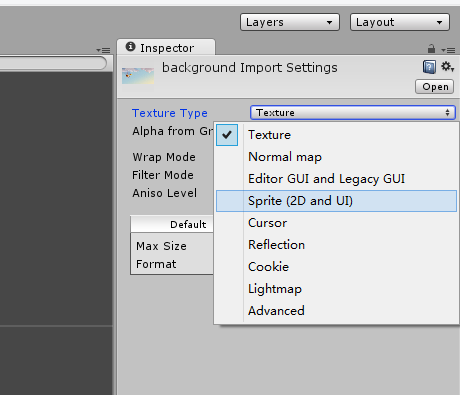 Layers Layout
Inspector
background Import Settings
Open
Texture Type Texture
Alpha from Gr
Wrap Mode
Filter Mode
Aniso Level
Default
Max Size
Format
Texture
Normal map
Editor GUI and Legacy GUI
Sprite (2D and UI)
Cursor
Reflection
Cookie
Lightmap
Advanced